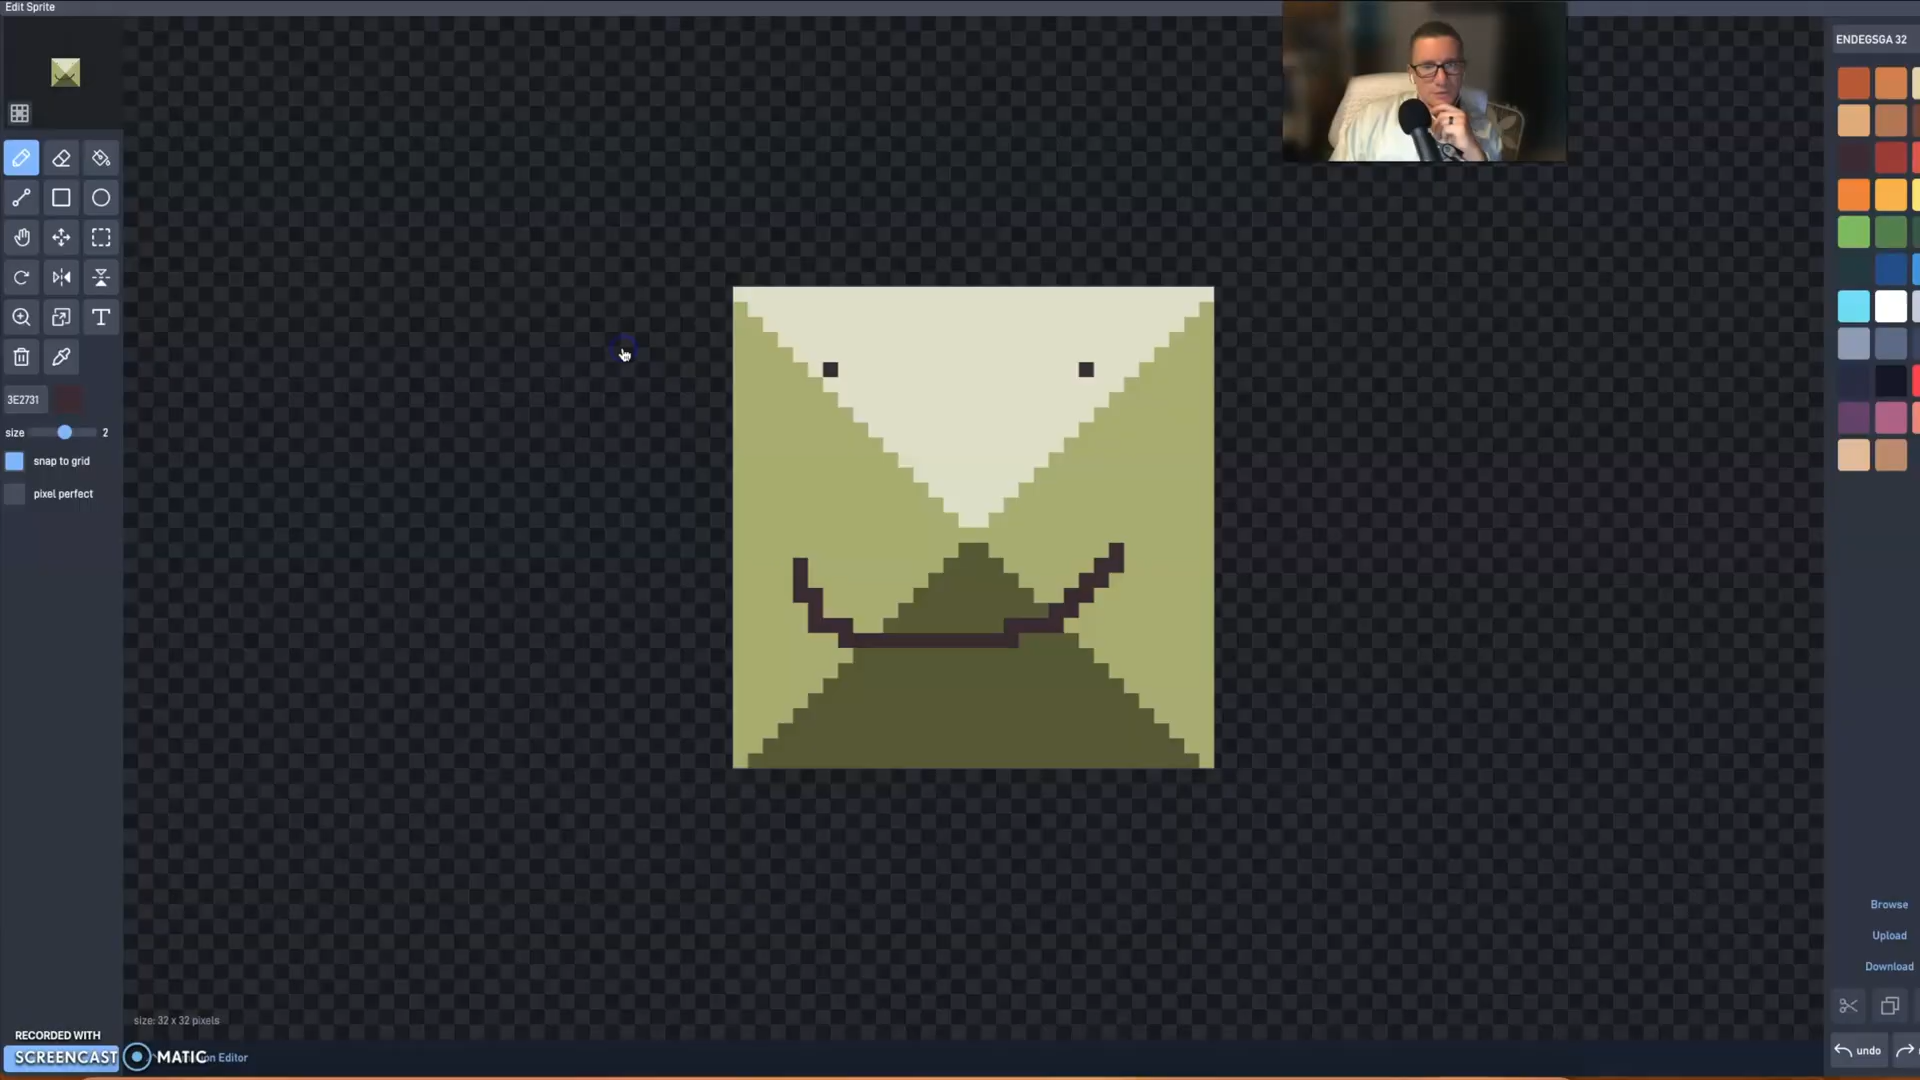 Edit Sprite
ENDEGSGA 32
3E2731
size 2
snap to grid
pixel perfect
Browse
Upload
Download
size: 32 x 32 pixels
RECORDED WITH
SCREENCAST MATIC
on Editor
undo